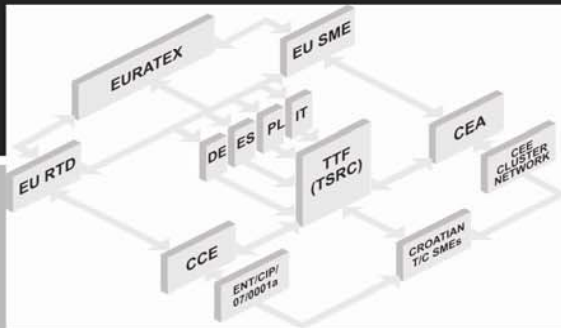 EURATEX
EU SME
DE
ES
PL
IT
EU RTD
TTF
(TSRC)
CEA
CEE
CLUSTER
NETWORK
CCE
ENT/CIP/
07/0001a
CROATIAN
T/C SMEs